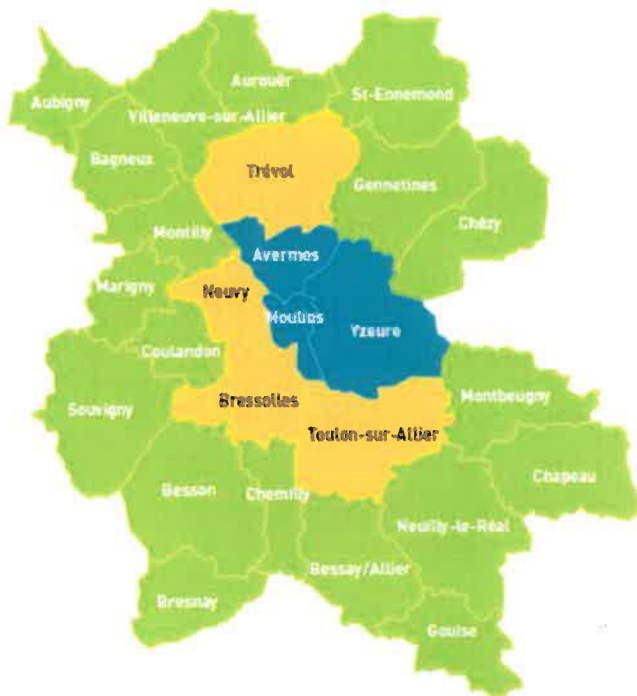 Aurouër
St-Ennemond
Aubigny
Villeneuve-sur-Allier
Bagneux
Trévol
Gennetines
Chézy
Montilly
Avermes
Marigny
Neuvy
Moulins
Yzeure
Coulandon
Bressolles
Montbeugny
Souvigny
Toulon-sur-Allier
Chapeau
Besson
Chemilly
Neuilly-le-Réal
Bessay/Allier
Bresnay
Gouise